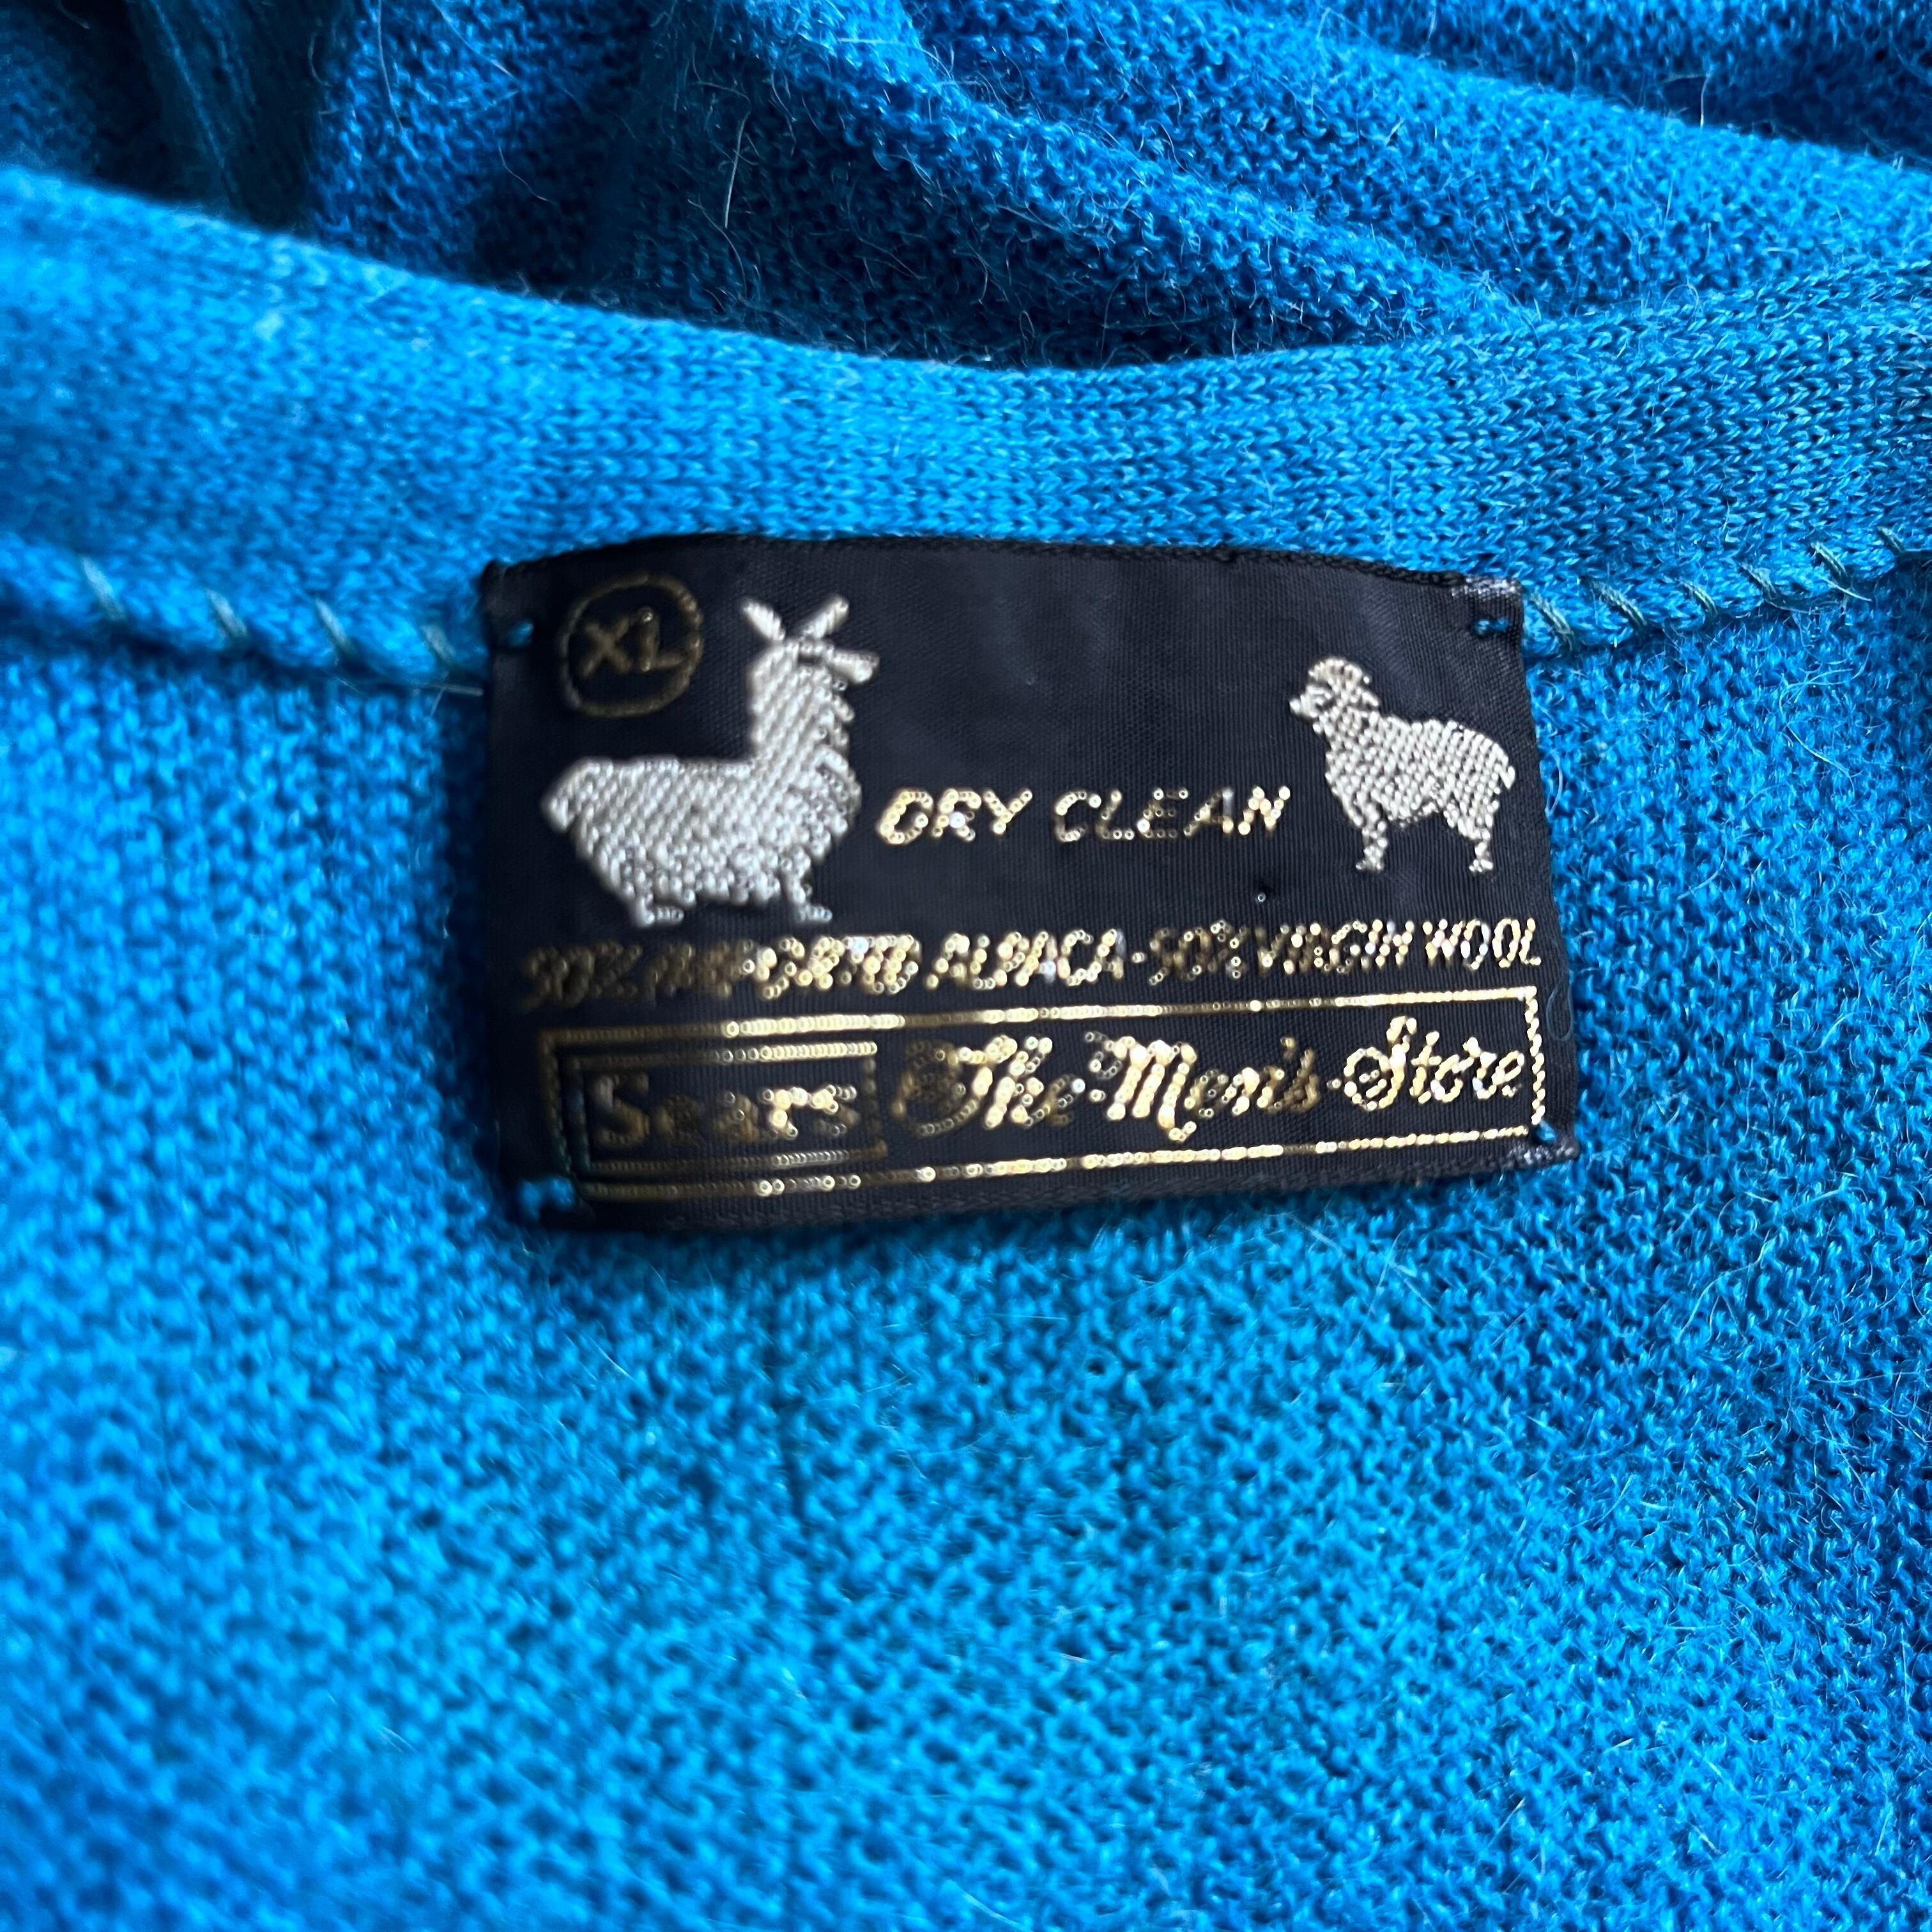 XL
DRY CLEAN
50% IMPORTED ALPACA-50% VIRGIN WOOL
Sears The Men's Store